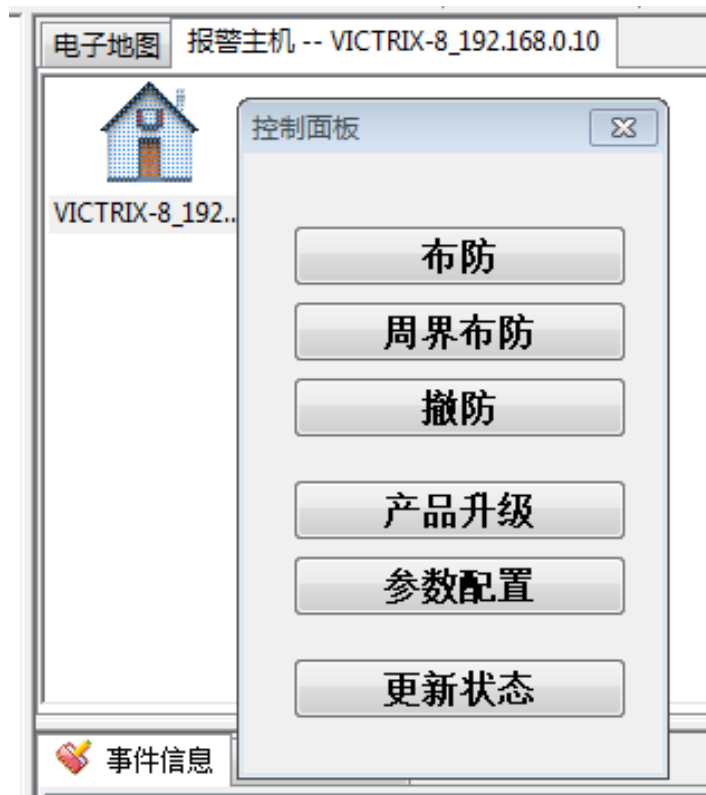 电子地图 报警主机 -- VICTRIX-8_192.168.0.10
控制面板
VICTRIX-8_192..
布防
周界布防
撤防
产品升级
参数配置
更新状态
事件信息